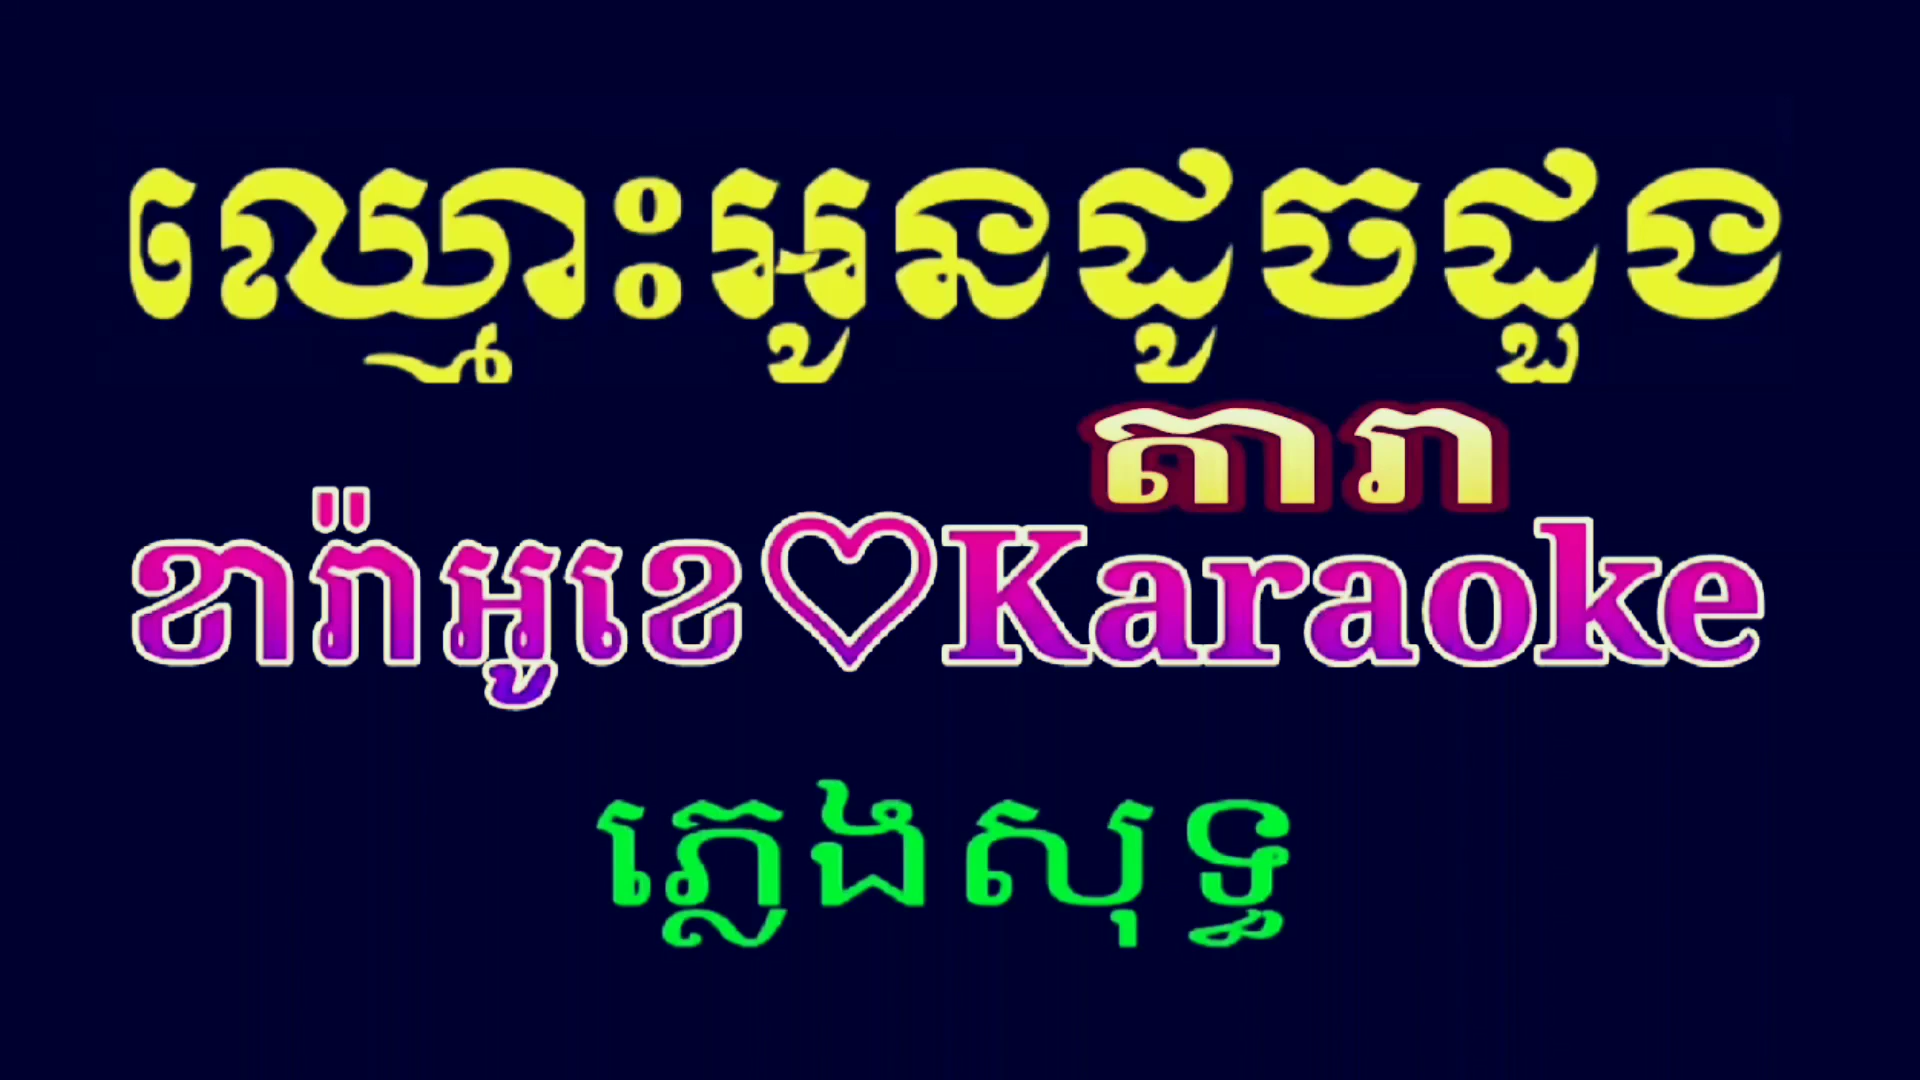 ឈ្មោះអូនដូចដួង
តារា
ខារ៉ាអូខេ♡Karaoke
ភ្លេងសុទ្ធ